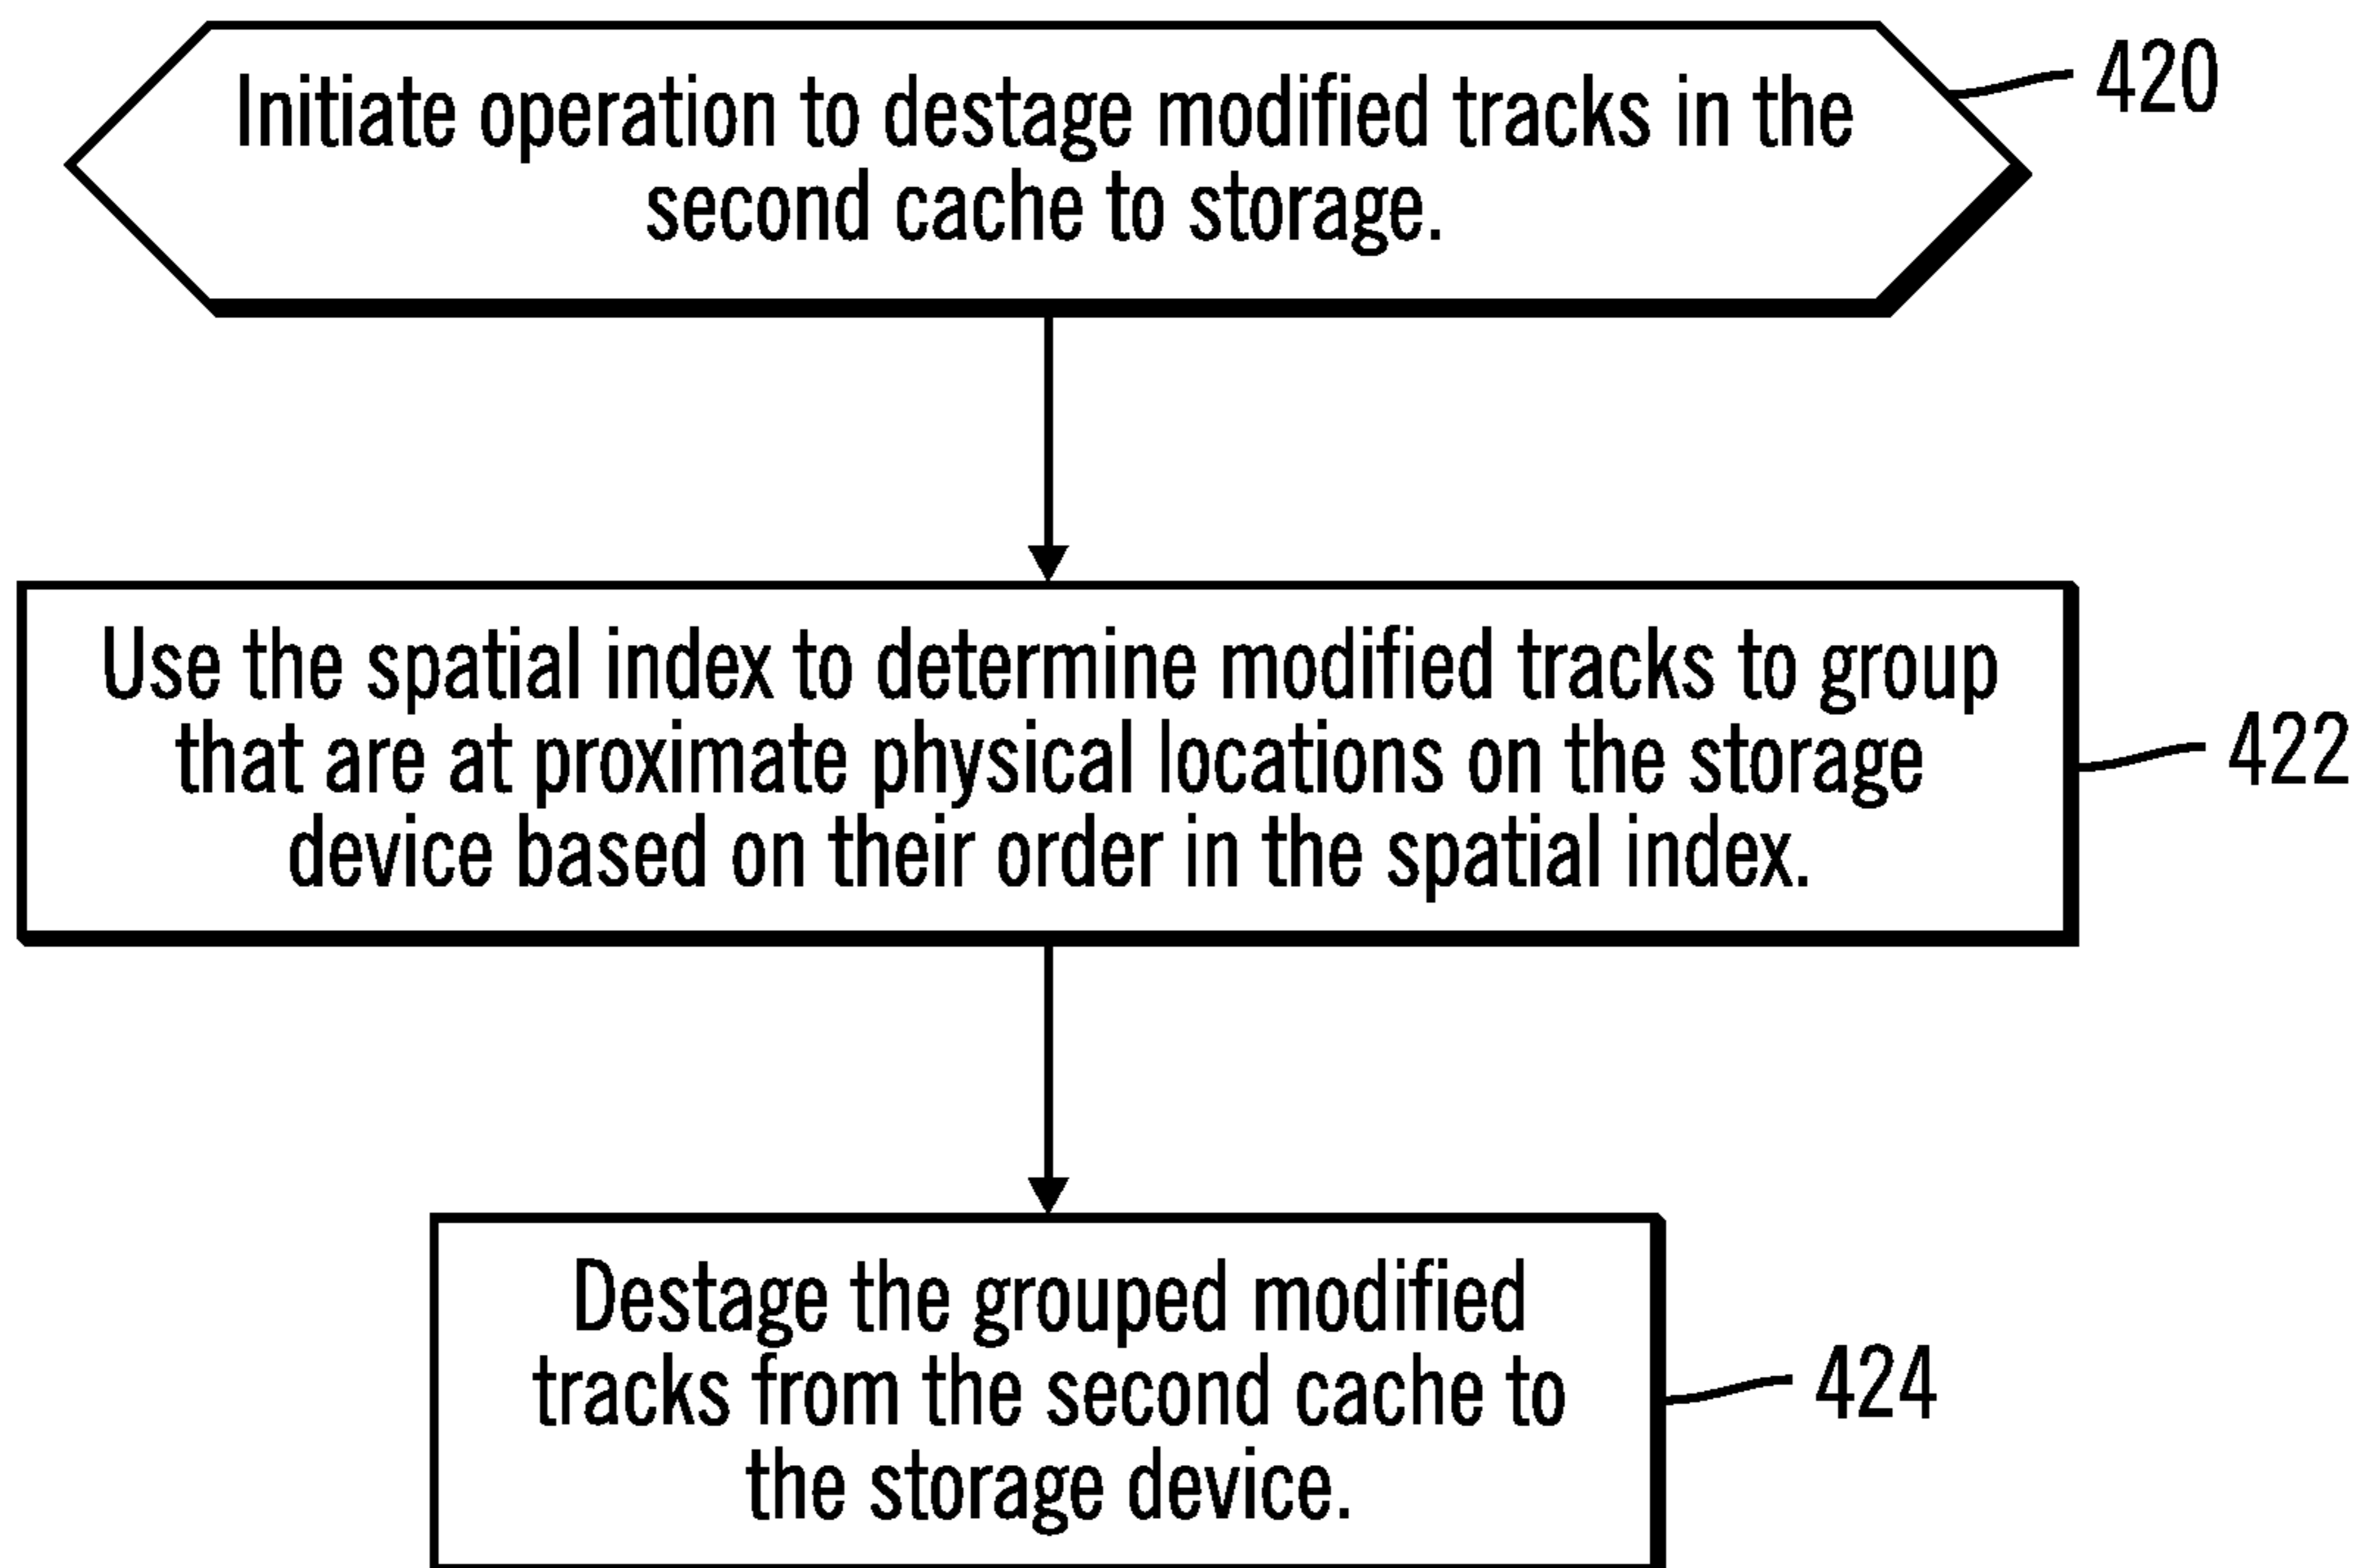 Initiate operation to destage modified tracks in the
second cache to storage.
420
Use the spatial index to determine modified tracks to group
that are at proximate physical locations on the storage
device based on their order in the spatial index.
422
Destage the grouped modified
tracks from the second cache to
the storage device.
424